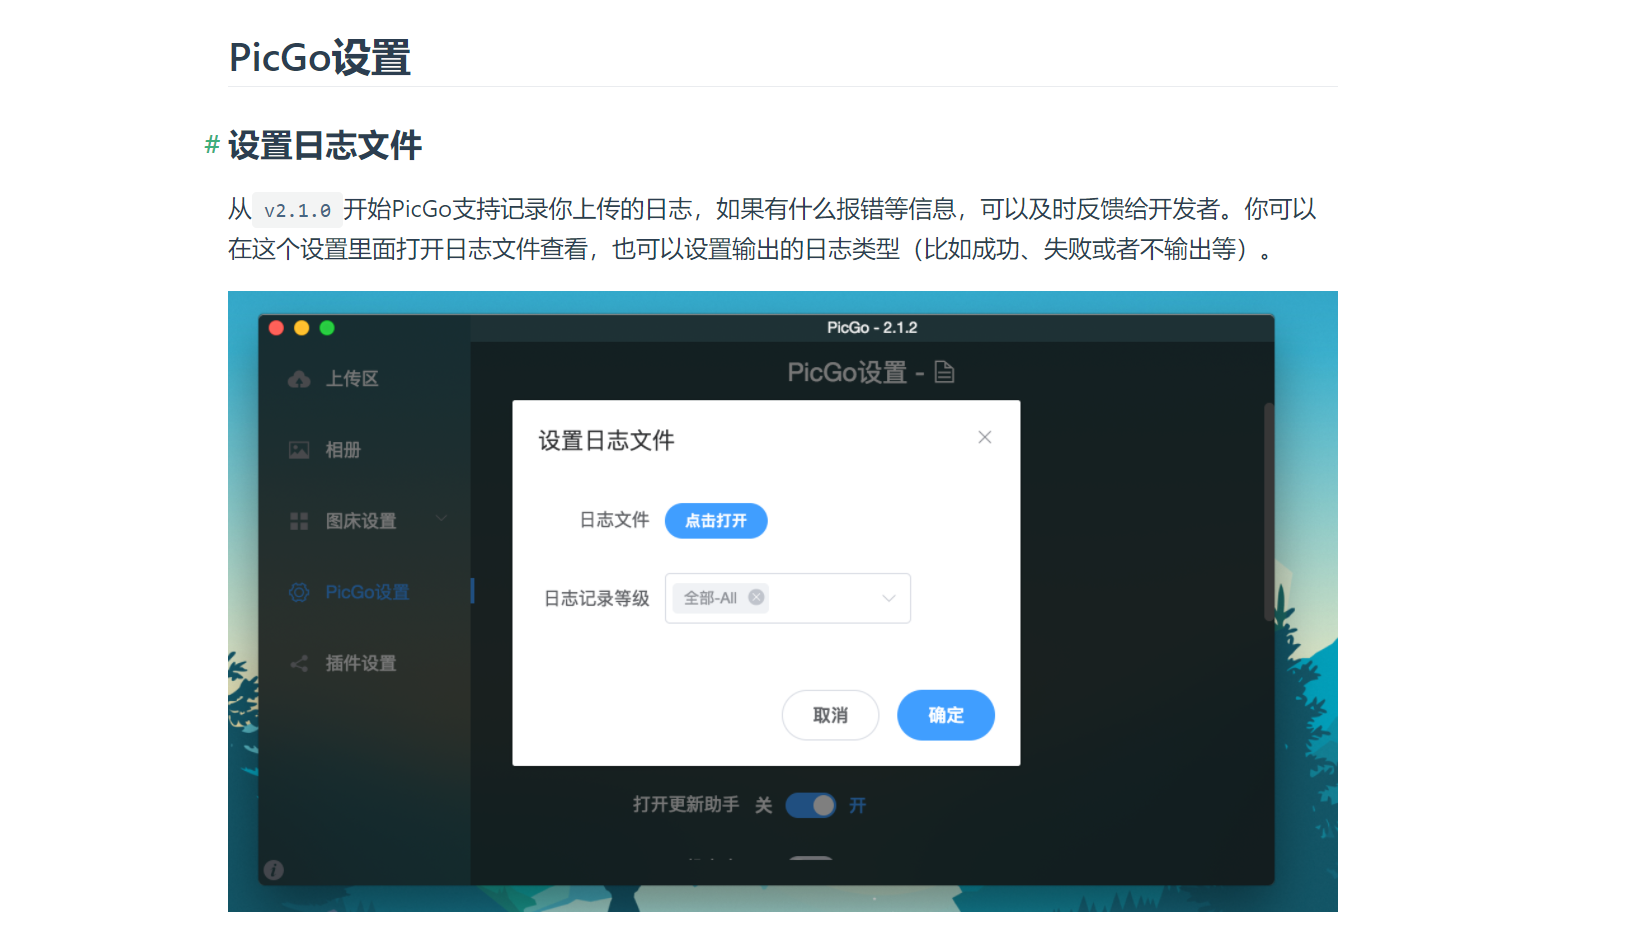 PicGo设置
# 设置日志文件
从 v2.1.0 开始PicGo支持记录你上传的日志，如果有什么报错等信息，可以及时反馈给开发者。你可以
在这个设置里面打开日志文件查看，也可以设置输出的日志类型（比如成功、失败或者不输出等）。
PicGo - 2.1.2
PicGo设置 -
上传区
相册
图床设置
PicGo设置
插件设置
设置日志文件
日志文件 点击打开
日志记录等级 全部-All
取消 确定
打开更新助手 关 开